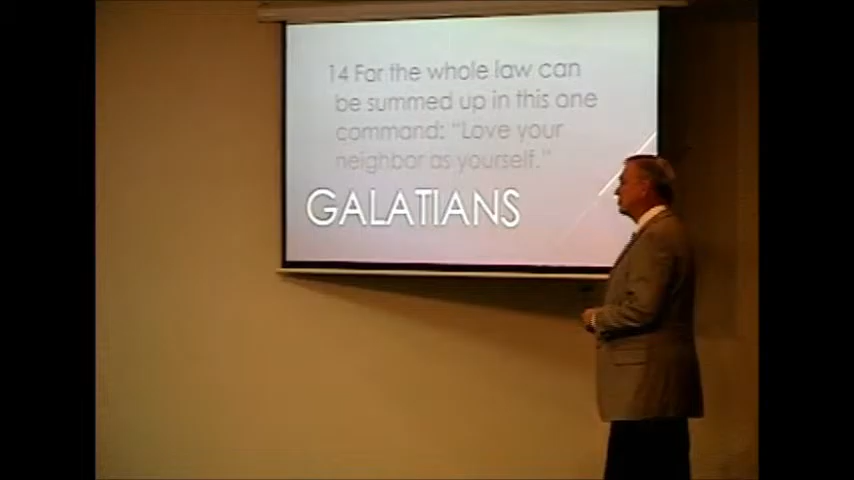 14 For the whole law can
be summed up in this one
command: “Love your
neighbor as yourself.”
GALATIANS